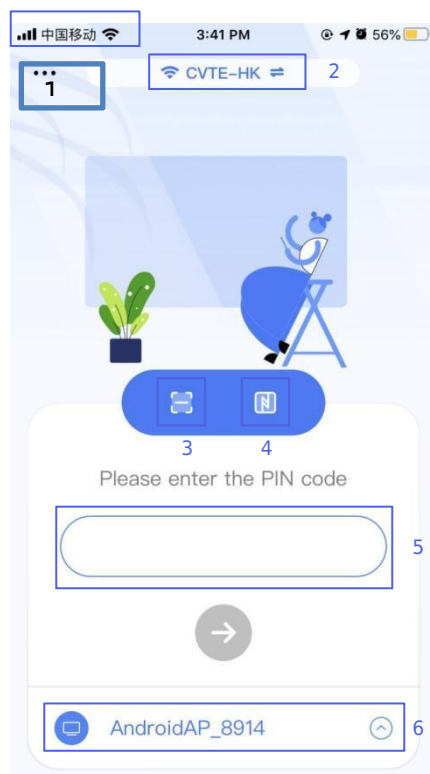 中国移动 3:41 PM 56%
1 CVTE-HK 2
3 4
Please enter the PIN code
5
AndroidAP_8914 6